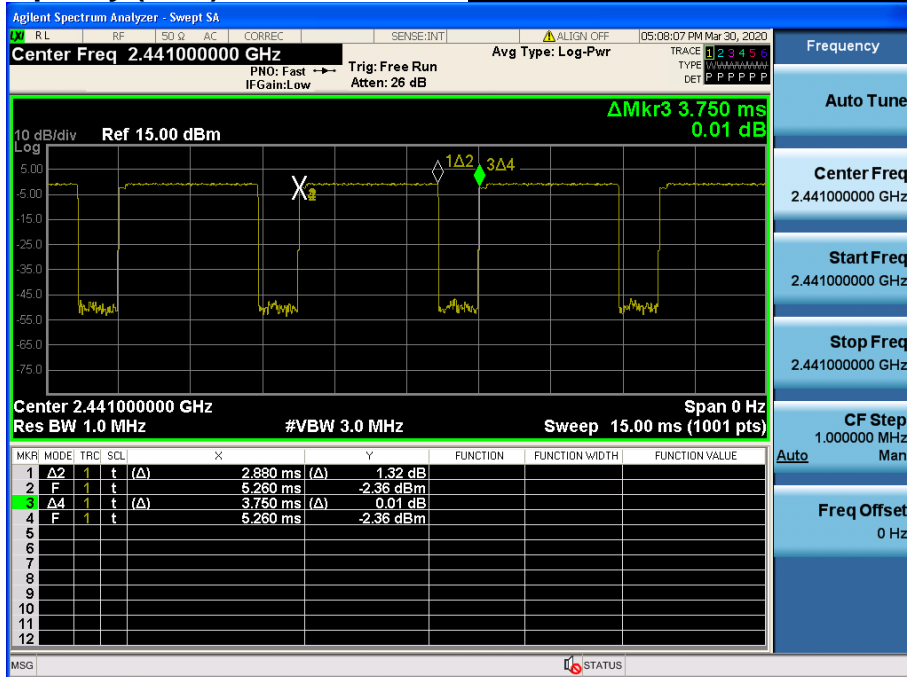 Agilent Spectrum Analyzer - Swept SA
LXI RL RF 50 Ω AC CORREC SENSE:INT ALIGN OFF 05:08:07 PM Mar 30, 2020
Center Freq 2.441000000 GHz
PNO: Fast
IFGain:Low
Trig: Free Run
Atten: 26 dB
Avg Type: Log-Pwr
TRACE 1 2 3 4 5 6
TYPE WWWWWW
DET P P P P P P
ΔMkr3 3.750 ms
0.01 dB
10 dB/div Ref 15.00 dBm
Log
5.00
-5.00
-15.0
-25.0
-35.0
-45.0
-55.0
-65.0
-75.0
X
1Δ2
3Δ4
Center 2.441000000 GHz Span 0 Hz
Res BW 1.0 MHz #VBW 3.0 MHz Sweep 15.00 ms (1001 pts)
MKR MODE TRC SCL X Y FUNCTION FUNCTION WIDTH FUNCTION VALUE
1 Δ2 1 t (Δ) 2.880 ms (Δ) 1.32 dB
2 F 1 t 5.260 ms -2.36 dBm
3 Δ4 1 t (Δ) 3.750 ms (Δ) 0.01 dB
4 F 1 t 5.260 ms -2.36 dBm
5
6
7
8
9
10
11
12
MSG STATUS
Frequency
Auto Tune
Center Freq
2.441000000 GHz
Start Freq
2.441000000 GHz
Stop Freq
2.441000000 GHz
CF Step
1.000000 MHz
Auto Man
Freq Offset
0 Hz